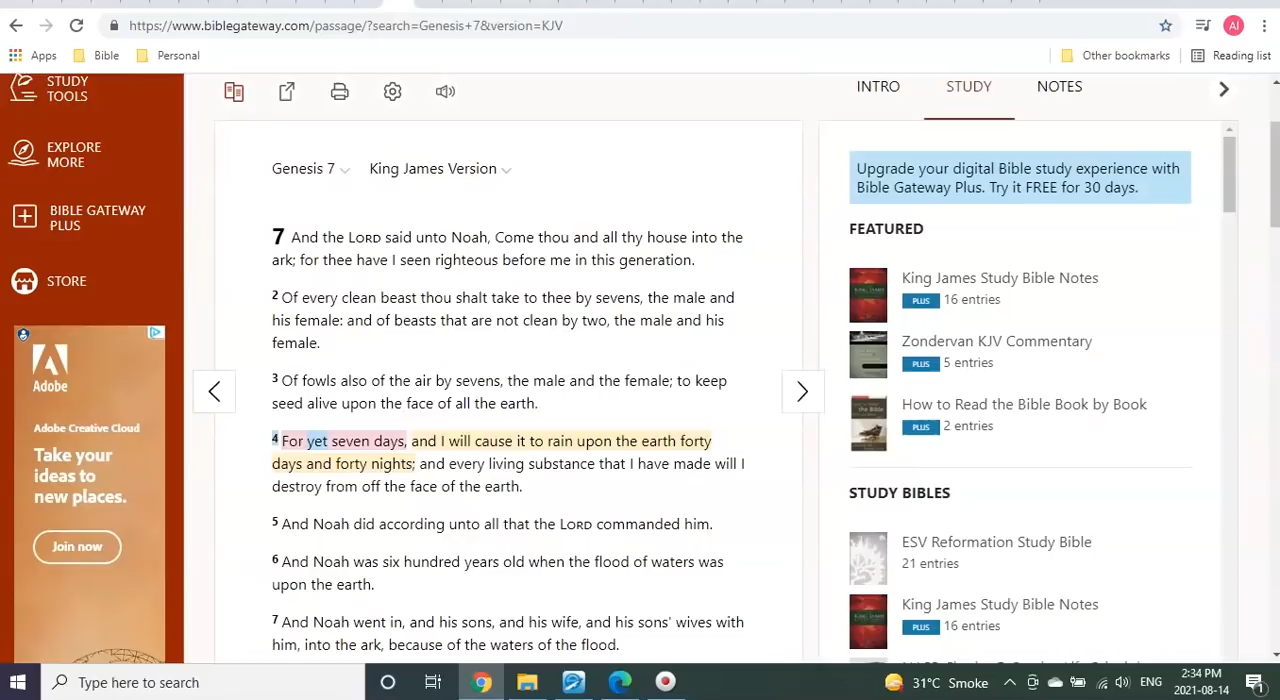 https://www.biblegateway.com/passage/?search=Genesis+7&version=KJV
Al
Apps
Bible
Personal
Other bookmarks
Reading list
STUDY
TOOLS
EXPLORE
MORE
BIBLE GATEWAY
PLUS
STORE
Adobe
Adobe Creative Cloud
Take your
ideas to
new places.
Join now
Genesis 7
King James Version
7 And the LORD said unto Noah, Come thou and all thy house into the
ark; for thee have I seen righteous before me in this generation.
2 Of every clean beast thou shalt take to thee by sevens, the male and
his female: and of beasts that are not clean by two, the male and his
female.
3 Of fowls also of the air by sevens, the male and the female; to keep
seed alive upon the face of all the earth.
4 For yet seven days, and I will cause it to rain upon the earth forty
days and forty nights; and every living substance that I have made will I
destroy from off the face of the earth.
5 And Noah did according unto all that the LORD commanded him.
6 And Noah was six hundred years old when the flood of waters was
upon the earth.
7 And Noah went in, and his sons, and his wife, and his sons' wives with
him, into the ark, because of the waters of the flood.
INTRO
STUDY
NOTES
Upgrade your digital Bible study experience with
Bible Gateway Plus. Try it FREE for 30 days.
FEATURED
King James Study Bible Notes
PLUS 16 entries
Zondervan KJV Commentary
PLUS 5 entries
How to Read the Bible Book by Book
PLUS 2 entries
STUDY BIBLES
ESV Reformation Study Bible
21 entries
King James Study Bible Notes
PLUS 16 entries
Type here to search
31°C Smoke
ENG
2:34 PM
2021-08-14
1